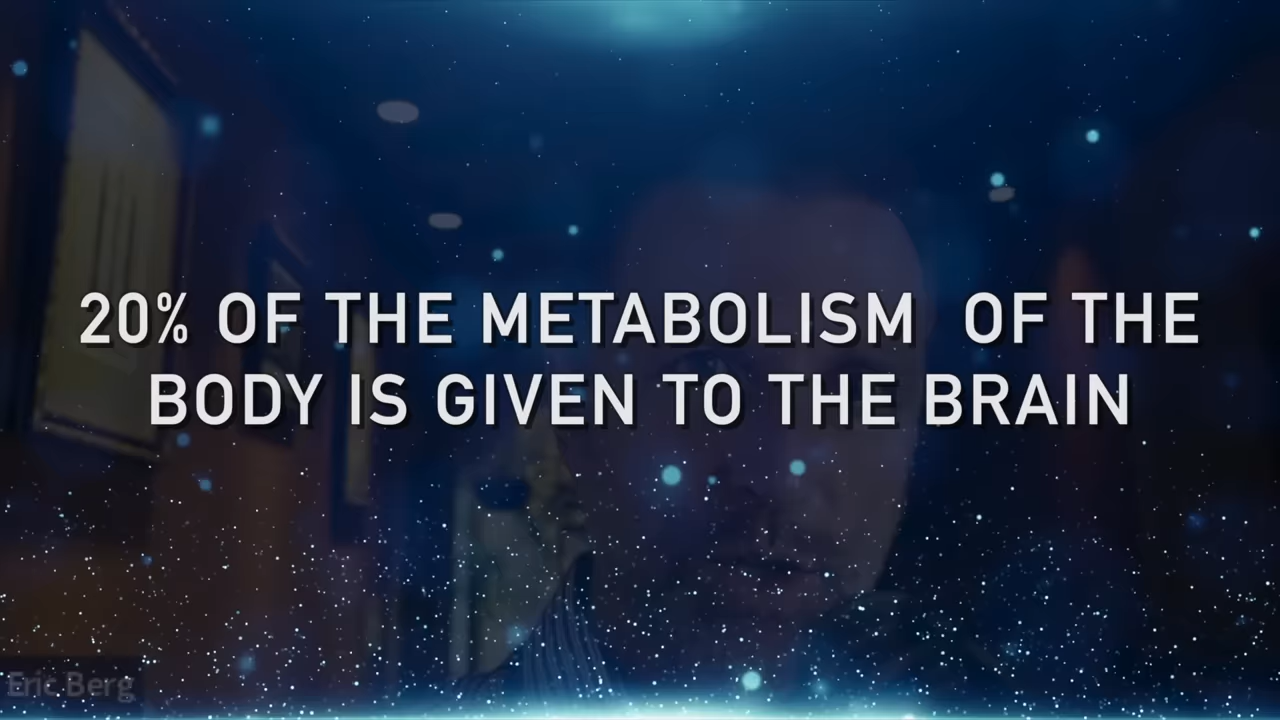 20% OF THE METABOLISM OF THE
BODY IS GIVEN TO THE BRAIN
Eric Berg